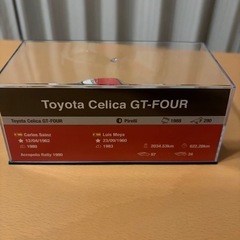 Toyota Celica GT-FOUR
Toyota Celica GT-FOUR Pirelli 290
Carlos Sainz Luis Moya
12/04/1962 23/09/1960
1980 1983
Acropolis Rally 1990